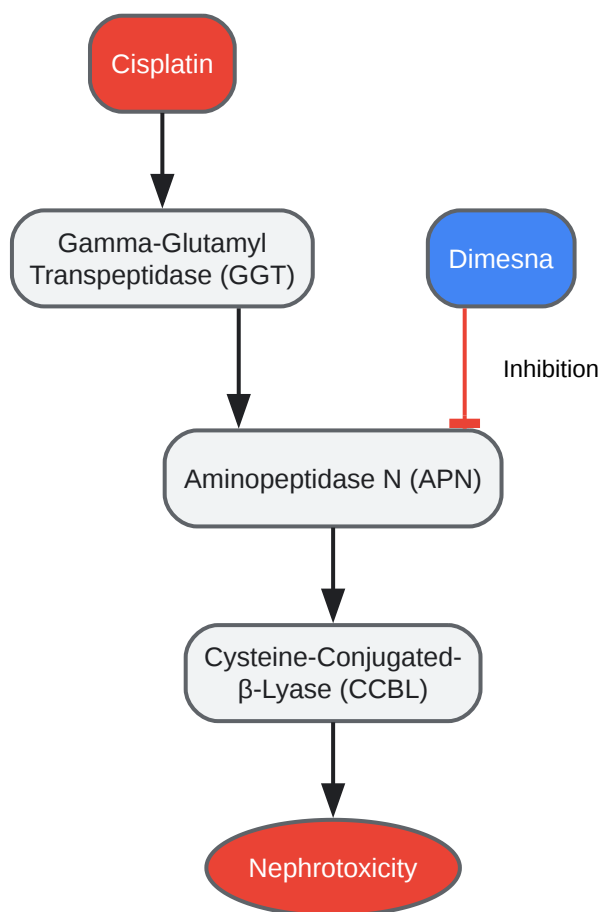 Cisplatin
Gamma-Glutamyl
Transpeptidase (GGT)
Dimesna
Inhibition
Aminopeptidase N (APN)
Cysteine-Conjugated-
β-Lyase (CCBL)
Nephrotoxicity